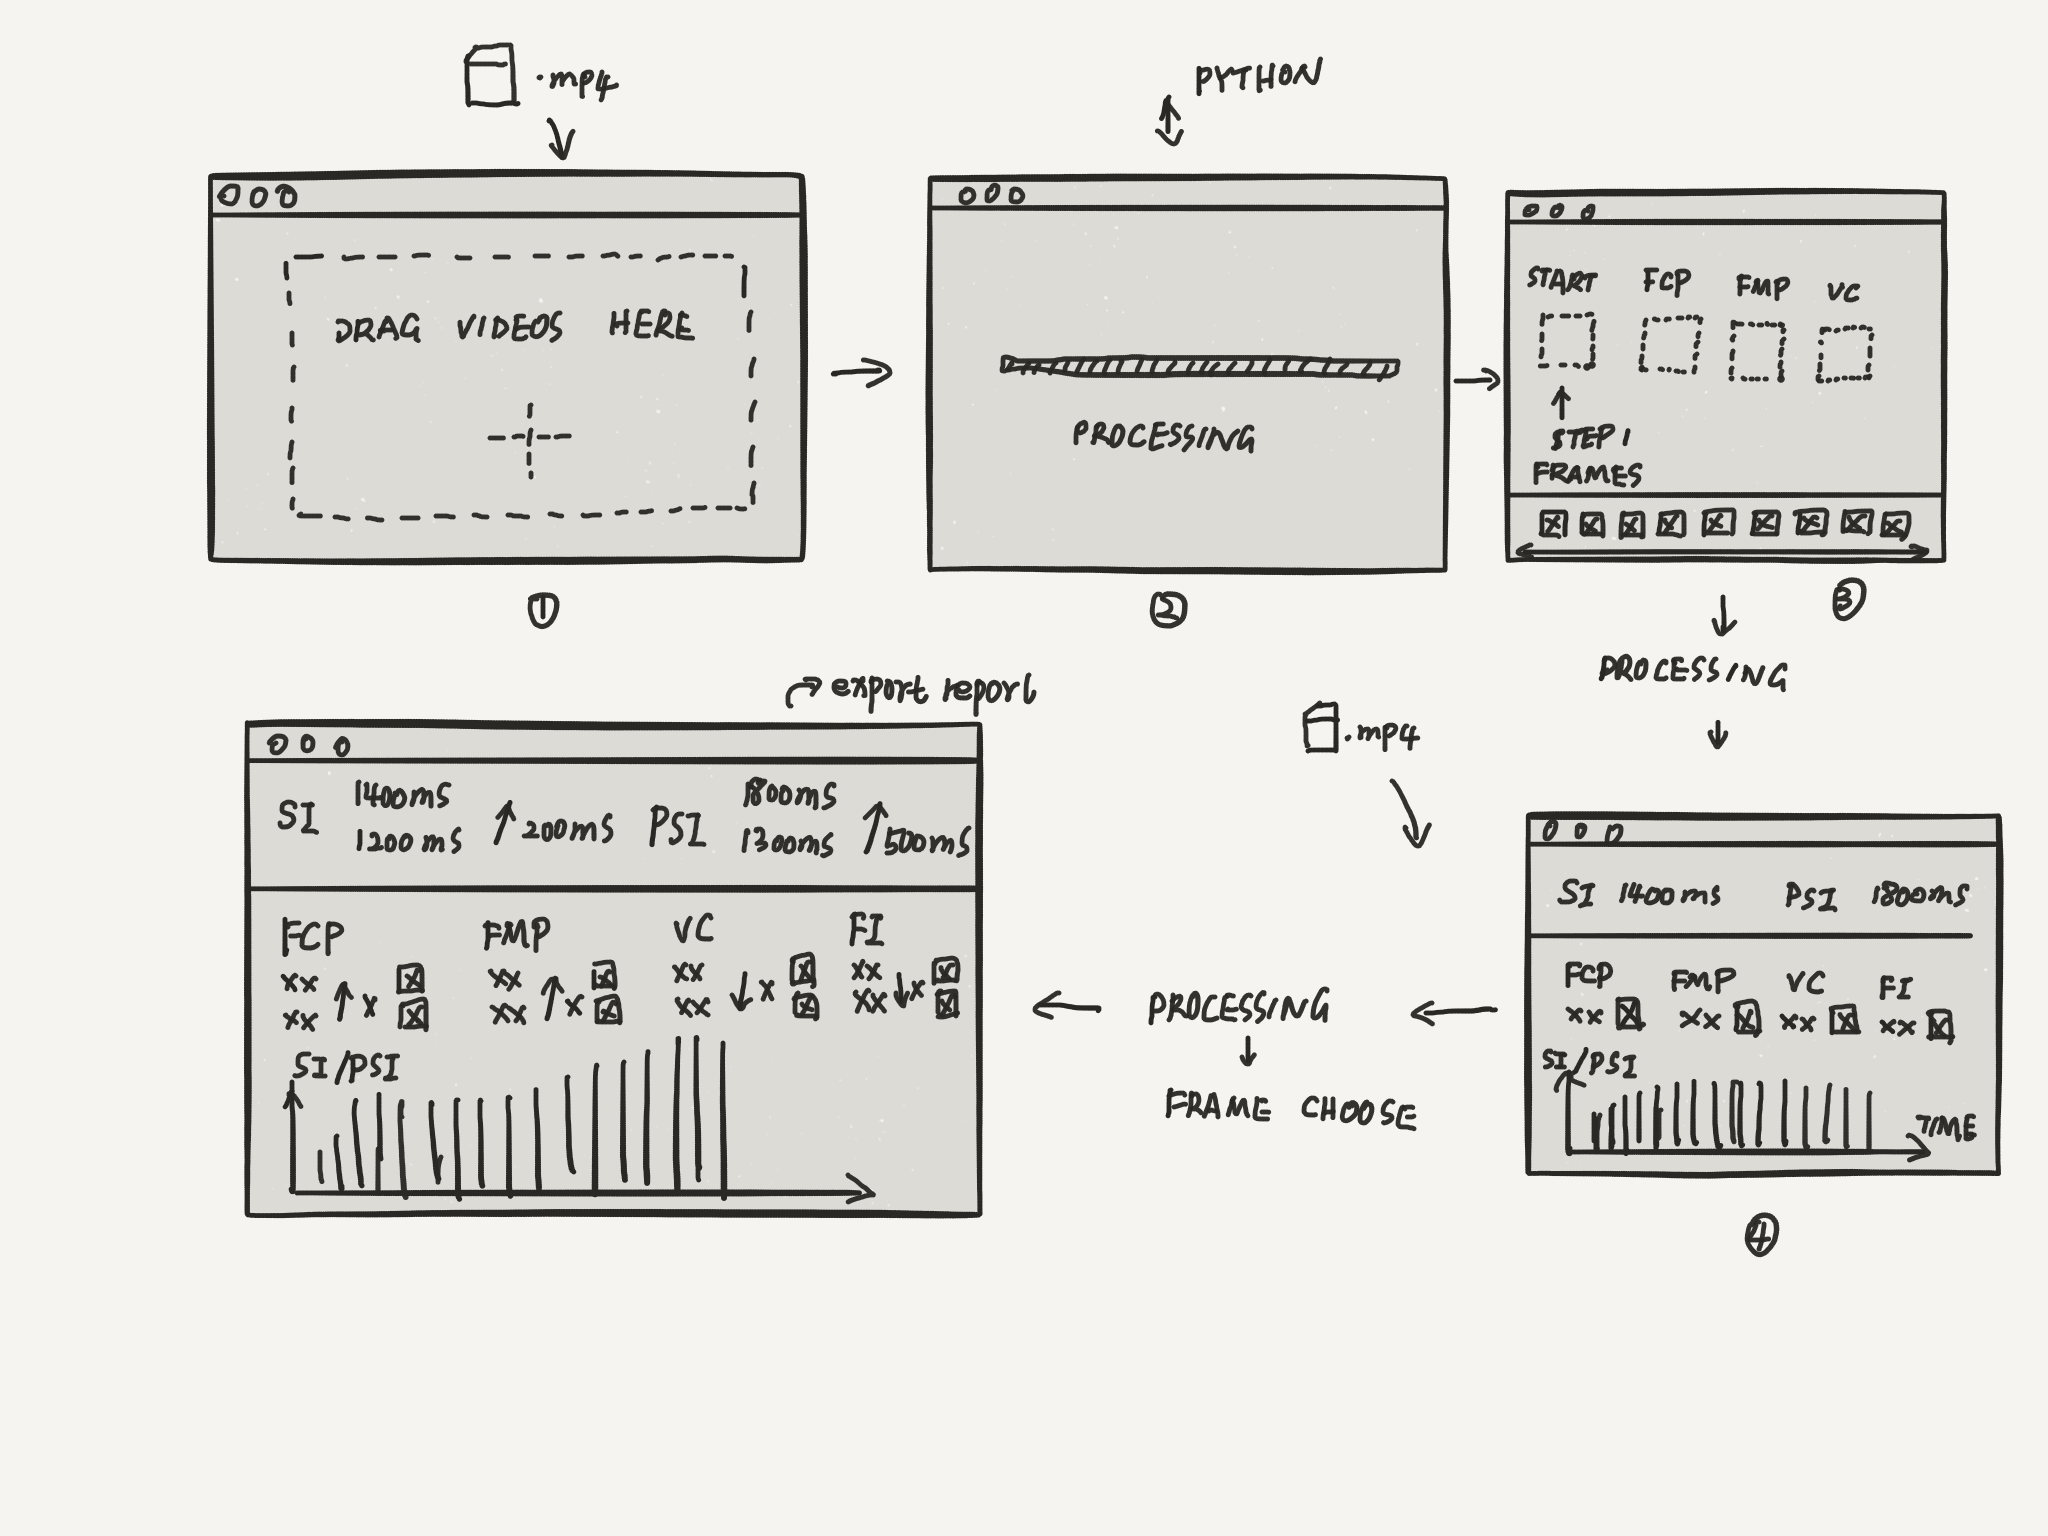 .mp4
PYTHON
DRAG VIDEOS HERE
①
PROCESSING
②
START FCP FMP VC
STEP 1
FRAMES
③
PROCESSING
.mp4
SI 1400ms PSI 1800ms
FCP FMP VC FI
xx xx xx xx
SI/PSI
TIME
④
PROCESSING
FRAME CHOOSE
export report
SI 1400ms PSI 1800ms
1200ms 200ms 1300ms 500ms
FCP FMP VC FI
xx xx xx xx
x x x x
xx xx xx xx
SI/PSI